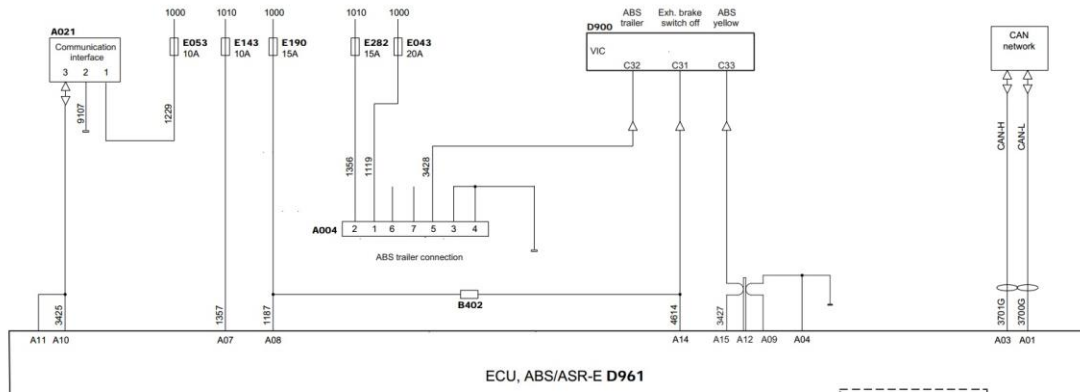 1000 1010 1000 1010 1000
ABS trailer
Exh. brake switch off
ABS yellow
A021
E053 10A
E143 10A
E190 15A
E282 15A
E043 20A
D900
CAN network
Communication interface
VIC
3 2 1
C32 C31 C33
9107
1229
1356
1119
3428
CAN-H
CAN-L
A004
2 1 6 7 5 3 4
ABS trailer connection
B402
3425
1357
1187
4614
3427
3701G
3700G
A11 A10 A07 A08 A14 A15 A12 A09 A04 A03 A01
ECU, ABS/ASR-E D961